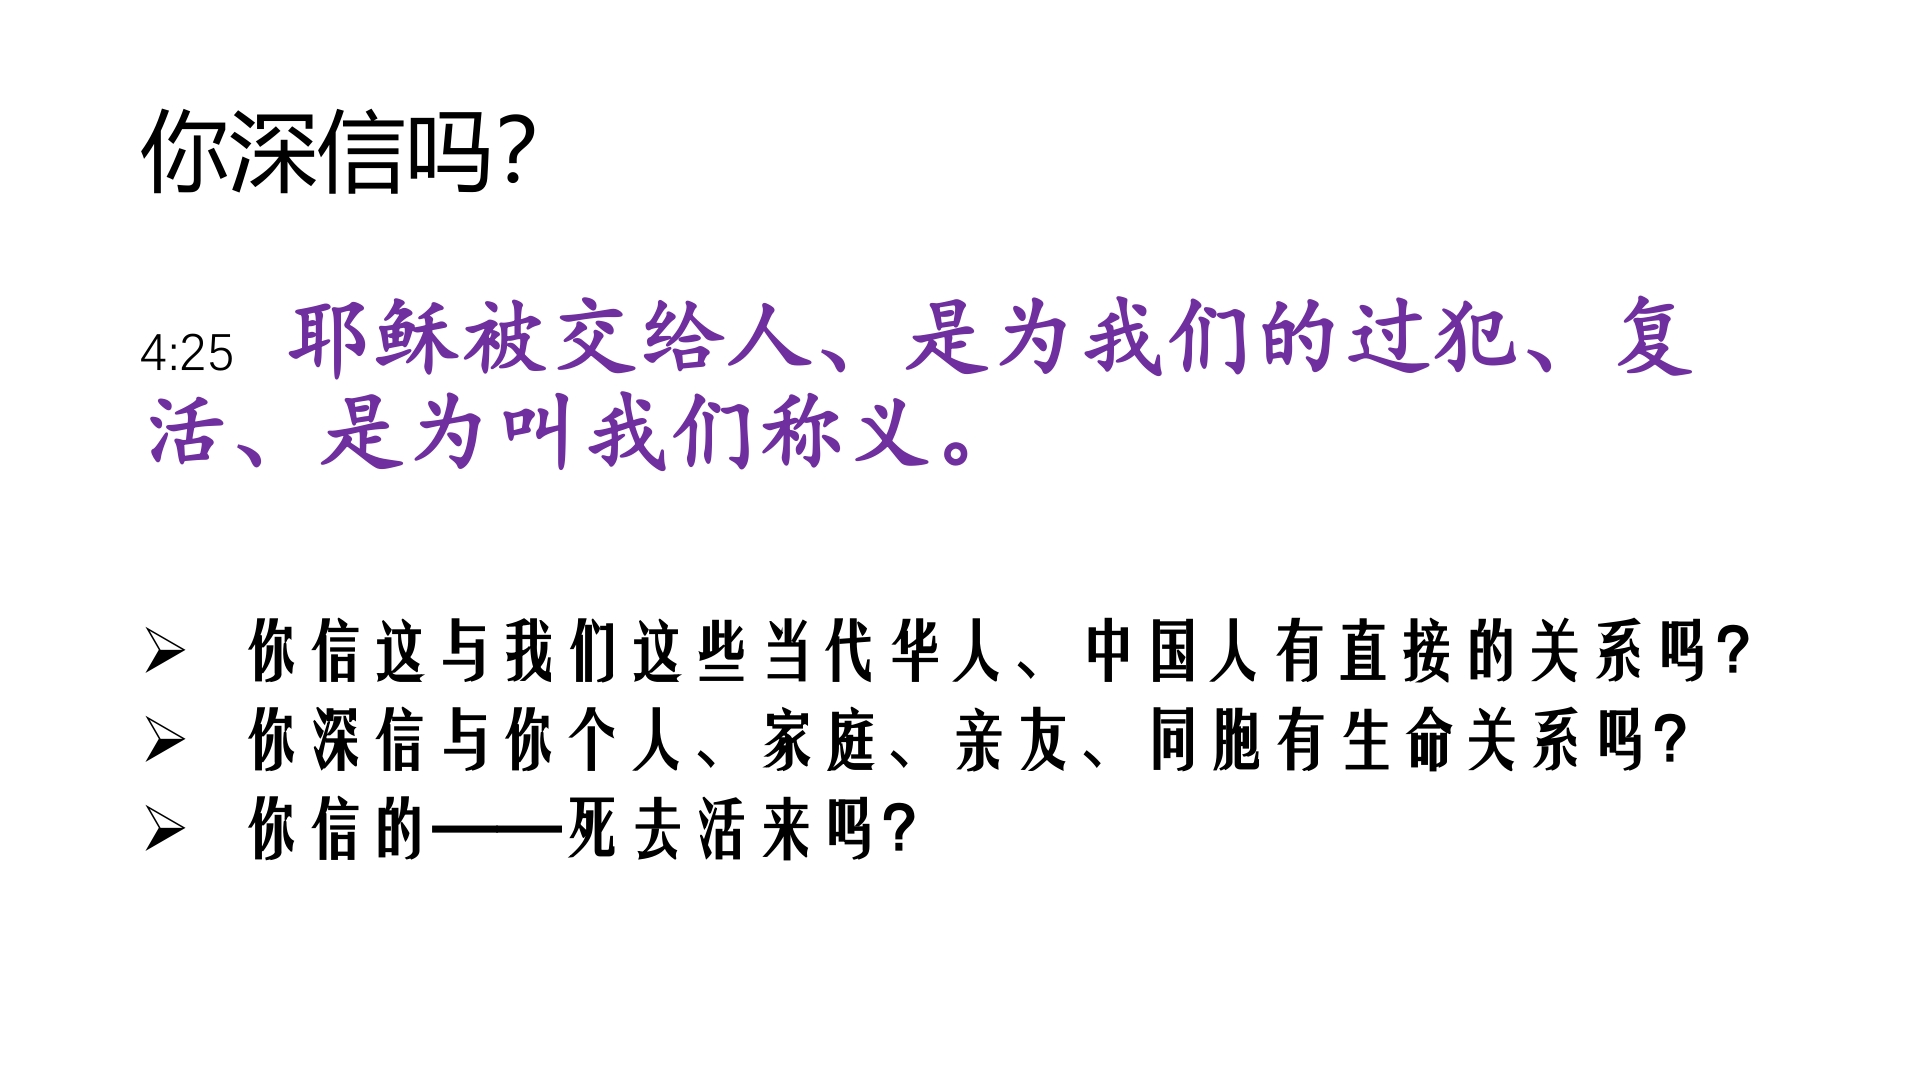 你深信吗?
4:25 耶稣被交给人、是为我们的过犯、复
活、是为叫我们称义。
➢ 你信这与我们这些当代华人、中国人有直接的关系吗?
➢ 你深信与你个人、家庭、亲友、同胞有生命关系吗?
➢ 你信的——死去活来吗?